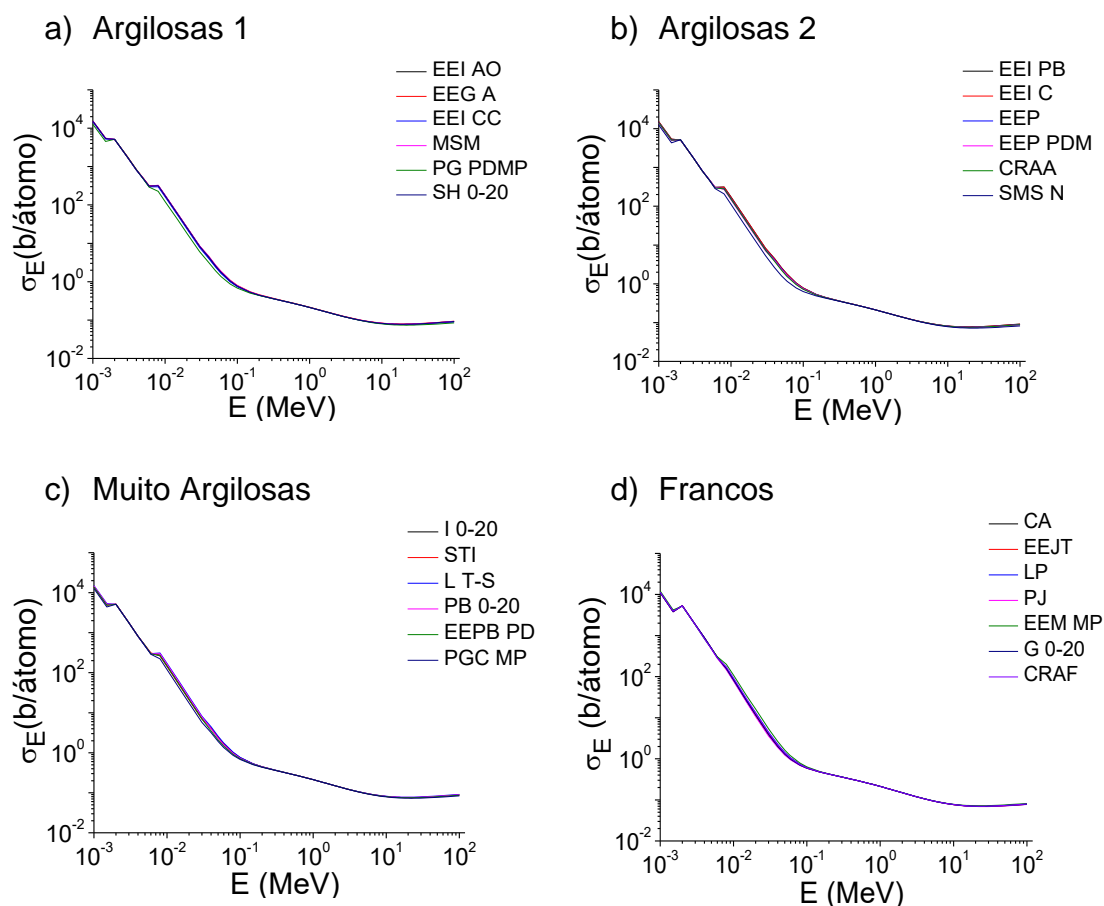 a) Argilosas 1
EEI AO
EEG A
EEI CC
MSM
PG PDMP
SH 0-20
σE(b/átomo)
10^4
10^2
10^0
10^-2
10^-3 10^-2 10^-1 10^0 10^1 10^2
E (MeV)
b) Argilosas 2
EEI PB
EEI C
EEP
EEP PDM
CRAA
SMS N
σE(b/átomo)
10^4
10^2
10^0
10^-2
10^-3 10^-2 10^-1 10^0 10^1 10^2
E (MeV)
c) Muito Argilosas
I 0-20
STI
L T-S
PB 0-20
EEPB PD
PGC MP
σE(b/átomo)
10^4
10^2
10^0
10^-2
10^-3 10^-2 10^-1 10^0 10^1 10^2
E (MeV)
d) Francos
CA
EEJT
LP
PJ
EEM MP
G 0-20
CRAF
σE (b/átomo)
10^4
10^2
10^0
10^-2
10^-3 10^-2 10^-1 10^0 10^1 10^2
E (MeV)